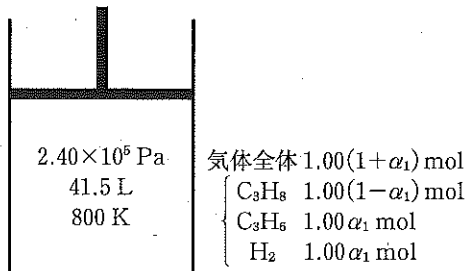 2.40×10⁵ Pa
41.5 L
800 K
気体全体 1.00(1+α₁) mol
C₃H₈ 1.00(1−α₁) mol
C₃H₆ 1.00α₁ mol
H₂ 1.00α₁ mol